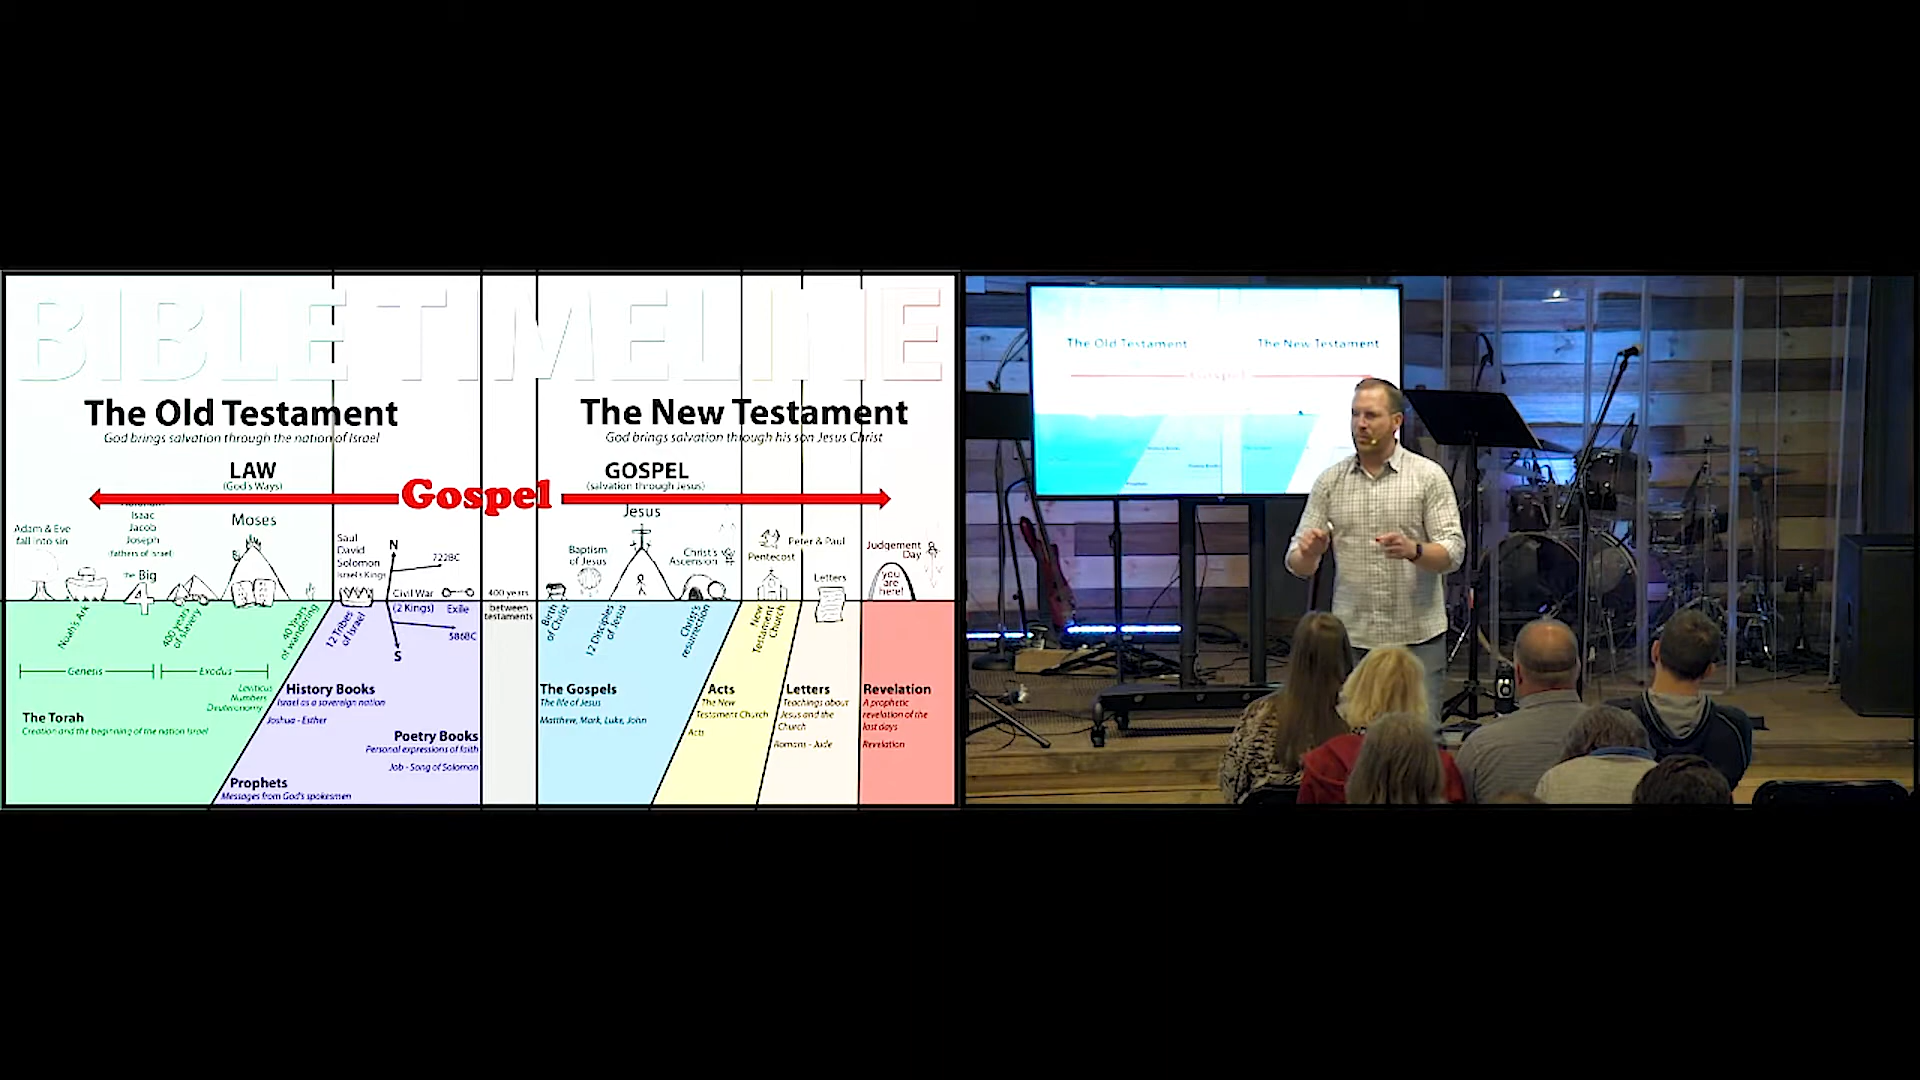 BIBLE TIMELINE
The Old Testament
God brings salvation through the nation of Israel
The New Testament
God brings salvation through his son Jesus Christ
LAW
(God's Ways)
GOSPEL
(salvation through Jesus)
Gospel
Adam & Eve
fall into sin
Isaac
Jacob
Joseph
fathers of Israel
the Big
4
Moses
Saul
David
Solomon
Israel's Kings
N
722BC
Civil War
(2 Kings)
Exile
586BC
S
400 years
between
testaments
Baptism
of Jesus
Jesus
Christ's
Ascension
Pentecost
Peter & Paul
Letters
Judgement
Day
you
are
here!
Noah's Ark
400 years
of slavery
40 Years
of wandering
12 Tribes
of Israel
Birth
of Christ
12 Disciples
of Jesus
Christ's
resurrection
New
Testament
Church
Genesis
Exodus
Leviticus
Numbers
Deuteronomy
The Torah
Creation and the beginning of the nation Israel
History Books
Israel as a sovereign nation
Joshua - Esther
Poetry Books
Personal expressions of faith
Job - Song of Solomon
Prophets
Messages from God's spokesmen
The Gospels
The life of Jesus
Matthew, Mark, Luke, John
Acts
The New
Testament Church
Acts
Letters
Teachings about
Jesus and the
Church
Romans - Jude
Revelation
A prophetic
revelation of the
last days
Revelation
The Old Testament
The New Testament
Gospel